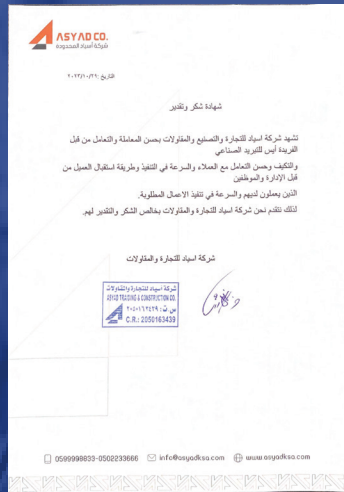 ASYAD CO.
شركة أسياد المحدودة
التاريخ :٢٠٢٣/١٠/٢٩
شهادة شكر وتقدير
تشهد شركة اسياد للتجارة والتصنيع والمقاولات بحسن المعاملة والتعامل من قبل
الفريدة أيس للتبريد الصناعي
والتكيف وحسن التعامل مع العملاء والسرعة في التنفيذ وطريقة استقبال العميل من
قبل الإدارة والموظفين
الذين يعملون لديهم والسرعة في تنفيذ الاعمال المطلوبة.
لذلك نتقدم نحن شركة اسياد للتجارة والمقاولات بخالص الشكر والتقدير لهم.
شركة اسياد للتجارة والمقاولات
شركة اسياد للتجارة والمقاولات
ASYAD TRADING & CONSTRUCTION CO.
س.ت: ٢٠٥٠١٦٣٤٣٩
C.R.: 2050163439
0599998833-0502233666 info@asyadksa.com www.asyadksa.com